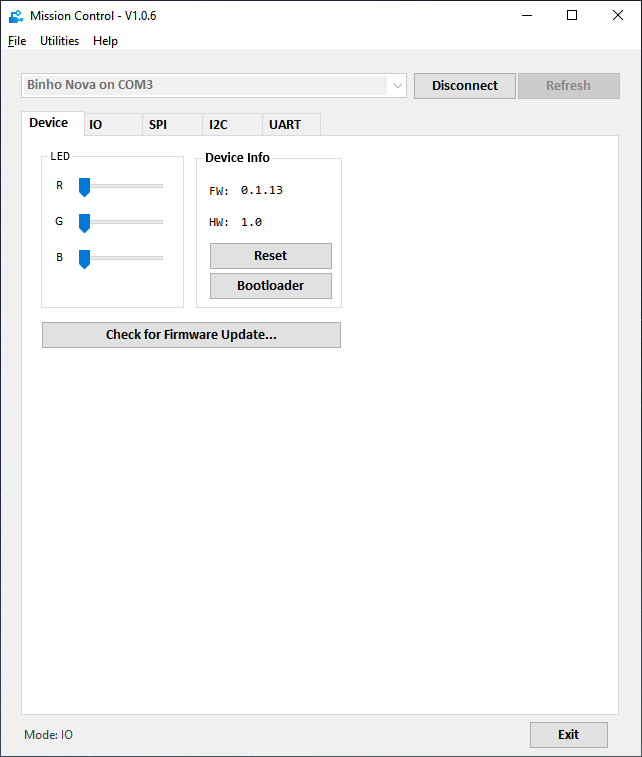 Mission Control - V1.0.6
File Utilities Help
Binho Nova on COM3 Disconnect Refresh
Device IO SPI I2C UART
LED Device Info
R
FW: 0.1.13
G
HW: 1.0
B
Reset
Bootloader
Check for Firmware Update...
Mode: IO Exit